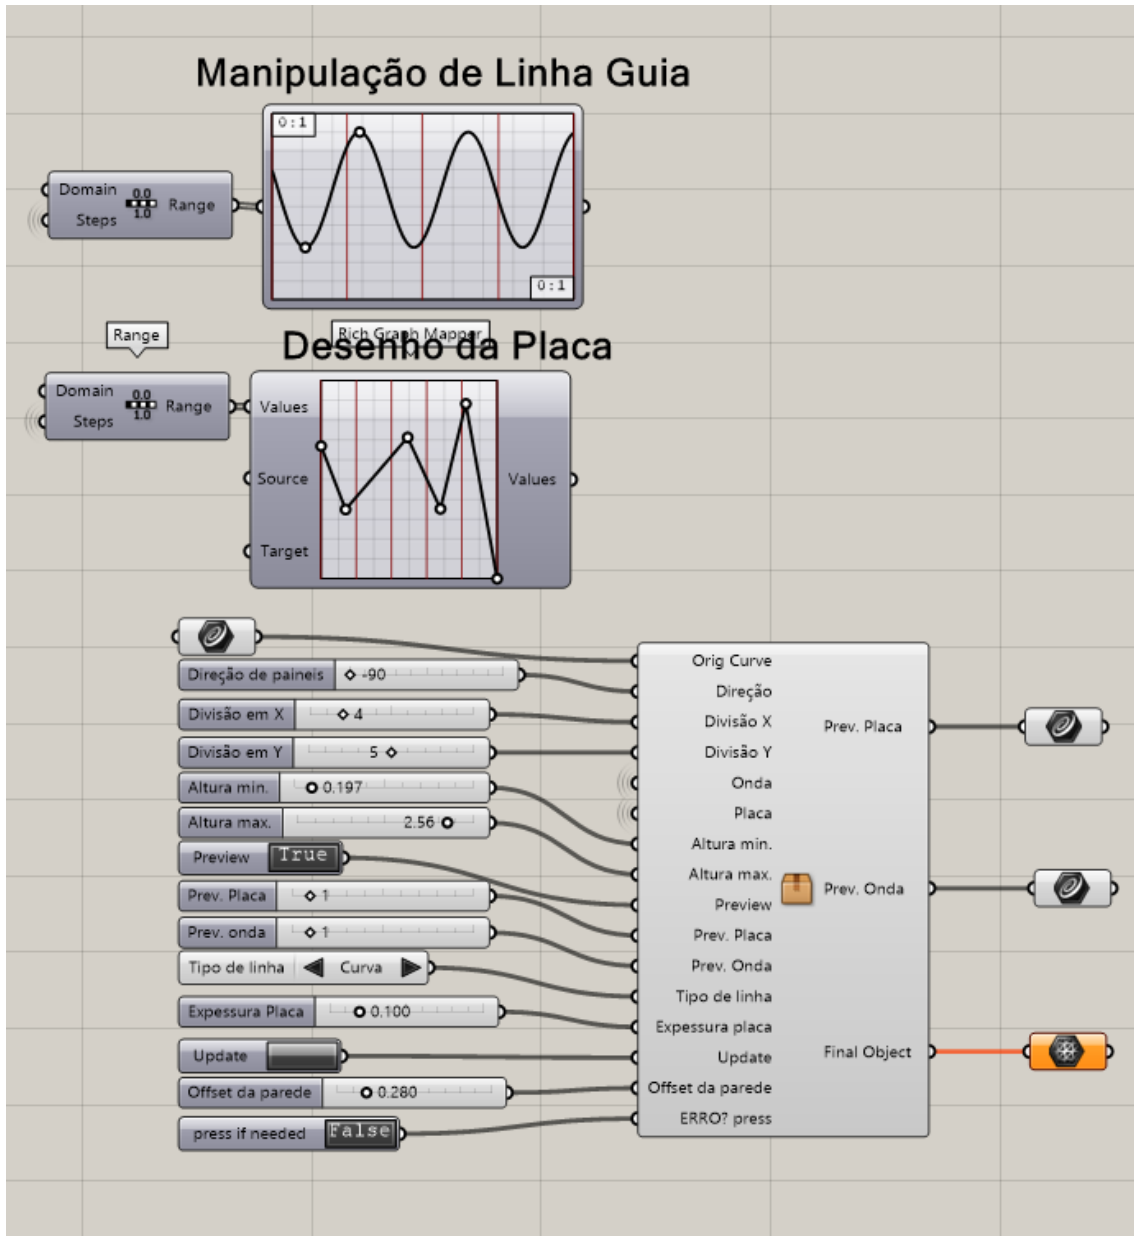 Manipulação de Linha Guia
0:1
Domain
Steps
0.0
1.0
Range
0:1
Range
Rich Graph Mapper
Desenho da Placa
Domain
Steps
0.0
1.0
Range
Values
Source
Target
Values
Direção de paineis -90
Divisão em X 4
Divisão em Y 5
Altura min. 0.197
Altura max. 2.56
Preview True
Prev. Placa 1
Prev. onda 1
Tipo de linha Curva
Expessura Placa 0.100
Update
Offset da parede 0.280
press if needed False
Orig Curve
Direção
Divisão X
Divisão Y
Onda
Placa
Altura min.
Altura max.
Preview
Prev. Placa
Prev. Onda
Tipo de linha
Expessura placa
Update
Offset da parede
ERRO? press
Prev. Placa
Prev. Onda
Final Object